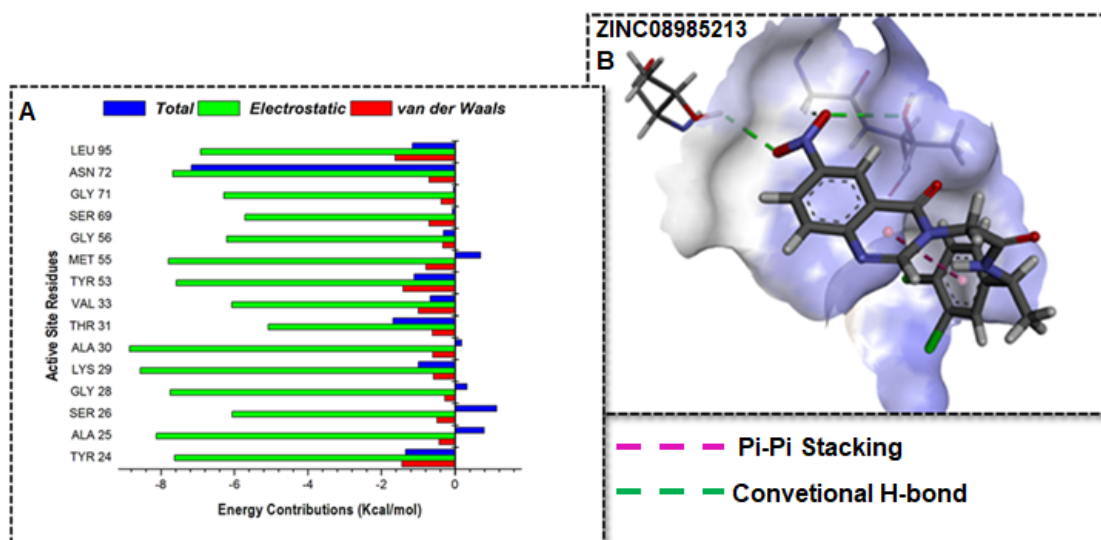 ZINC08985213
B
A
Total Electrostatic van der Waals
LEU 95
ASN 72
GLY 71
SER 69
GLY 56
MET 55
TYR 53
VAL 33
THR 31
ALA 30
LYS 29
GLY 28
SER 26
ALA 25
TYR 24
Active Site Residues
-8 -6 -4 -2 0
Energy Contributions (Kcal/mol)
Pi-Pi Stacking
Convetional H-bond